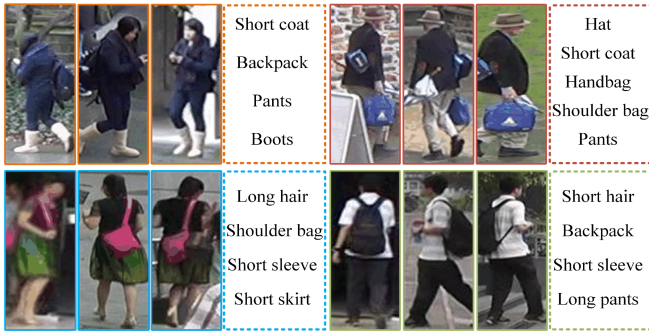 Short coat
Backpack
Pants
Boots
Hat
Short coat
Handbag
Shoulder bag
Pants
Long hair
Shoulder bag
Short sleeve
Short skirt
Short hair
Backpack
Short sleeve
Long pants